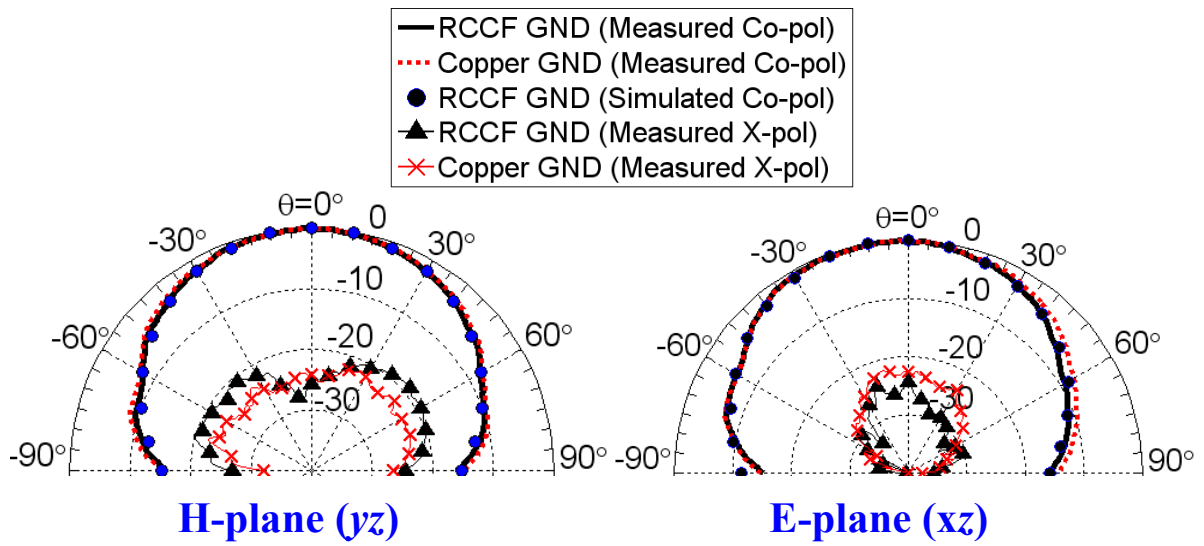 RCCF GND (Measured Co-pol)
Copper GND (Measured Co-pol)
RCCF GND (Simulated Co-pol)
RCCF GND (Measured X-pol)
Copper GND (Measured X-pol)
θ=0°
0
-30°
30°
-10
-60°
60°
-20
-30
-90°
90°
H-plane (yz)
θ=0°
0
-30°
30°
-10
-60°
60°
-20
-30
-90°
90°
E-plane (xz)